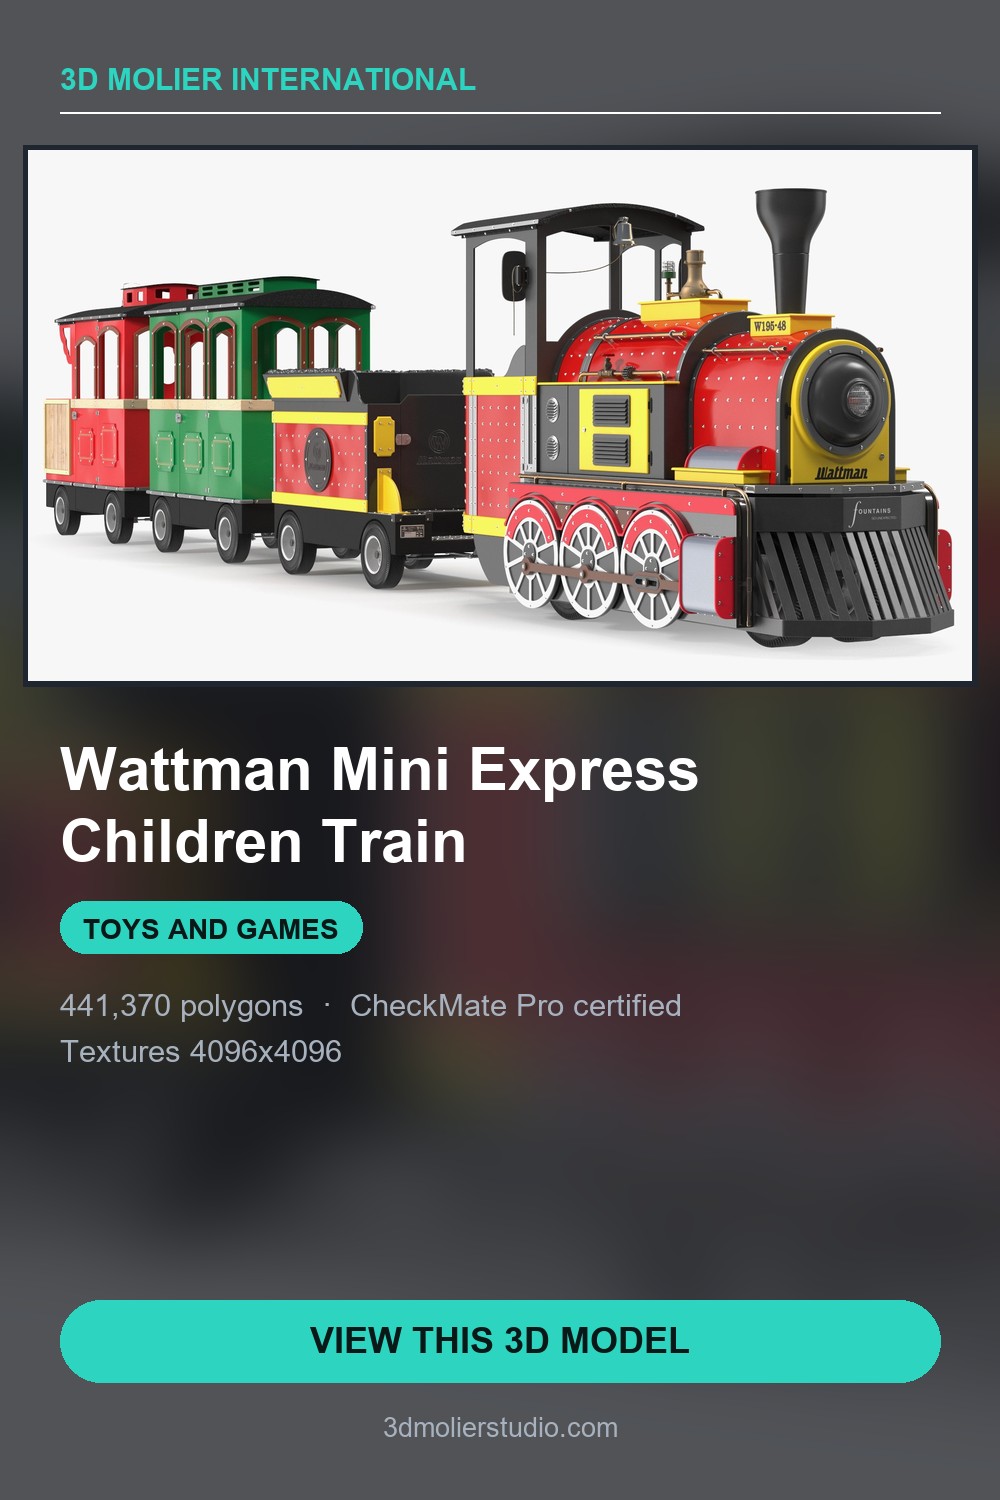 3D MOLIER INTERNATIONAL
W195-48
Wattman
FOUNTAINS
Wattman Mini Express
Children Train
TOYS AND GAMES
441,370 polygons · CheckMate Pro certified
Textures 4096x4096
VIEW THIS 3D MODEL
3dmolierstudio.com